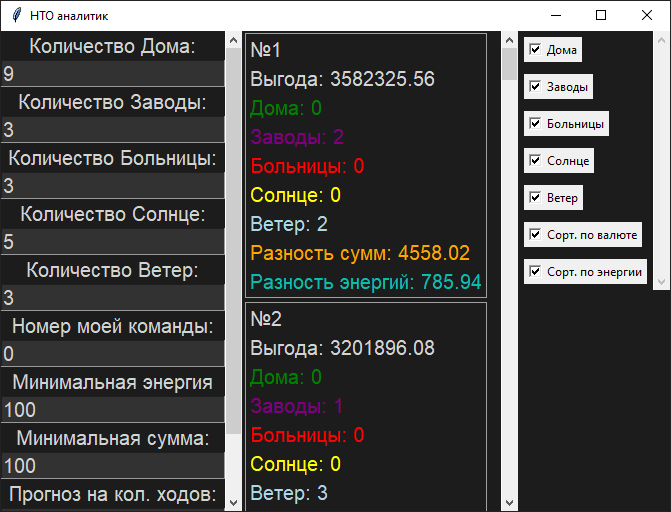 НТО аналитик
Количество Дома:
9
Количество Заводы:
3
Количество Больницы:
3
Количество Солнце:
5
Количество Ветер:
3
Номер моей команды:
0
Минимальная энергия
100
Минимальная сумма:
100
Прогноз на кол. ходов:
№1
Выгода: 3582325.56
Дома: 0
Заводы: 2
Больницы: 0
Солнце: 0
Ветер: 2
Разность сумм: 4558.02
Разность энергий: 785.94
№2
Выгода: 3201896.08
Дома: 0
Заводы: 1
Больницы: 0
Солнце: 0
Ветер: 3
Дома
Заводы
Больницы
Солнце
Ветер
Сорт. по валюте
Сорт. по энергии